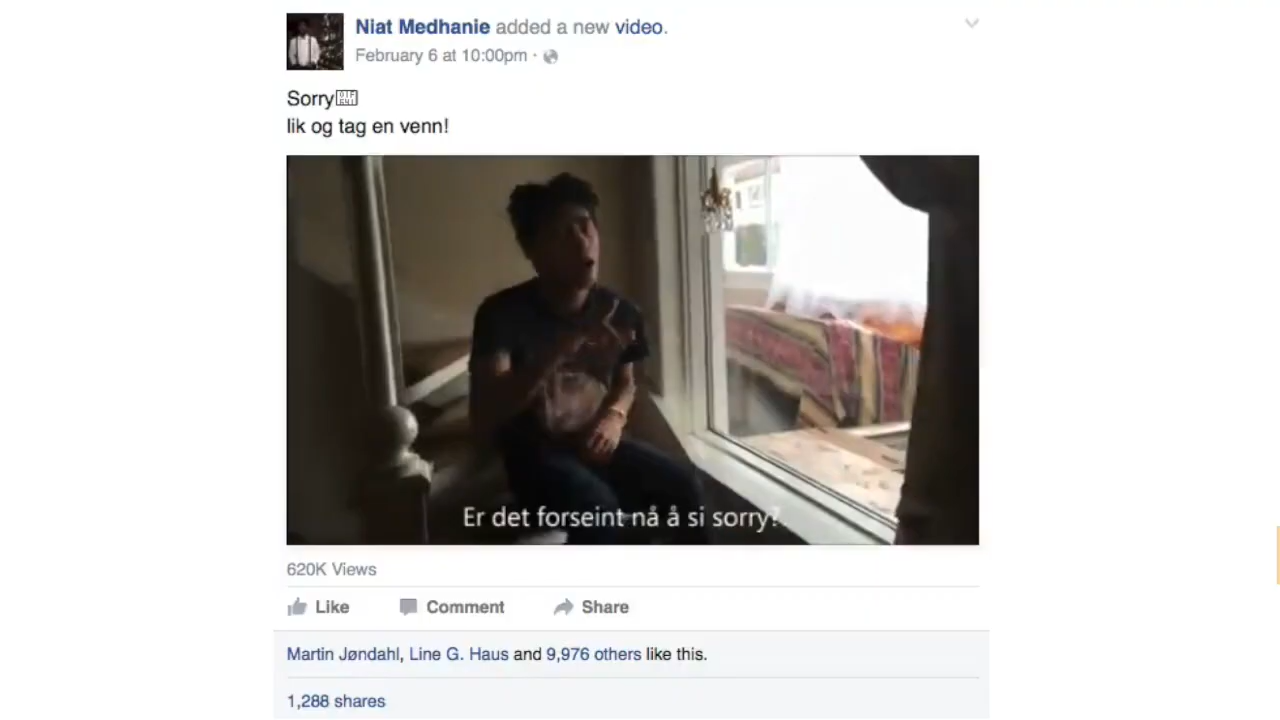 Niat Medhanie added a new video.
February 6 at 10:00pm ·
Sorry
lik og tag en venn!
Er det forseint nå å si sorry?
620K Views
Like Comment Share
Martin Jøndahl, Line G. Haus and 9,976 others like this.
1,288 shares